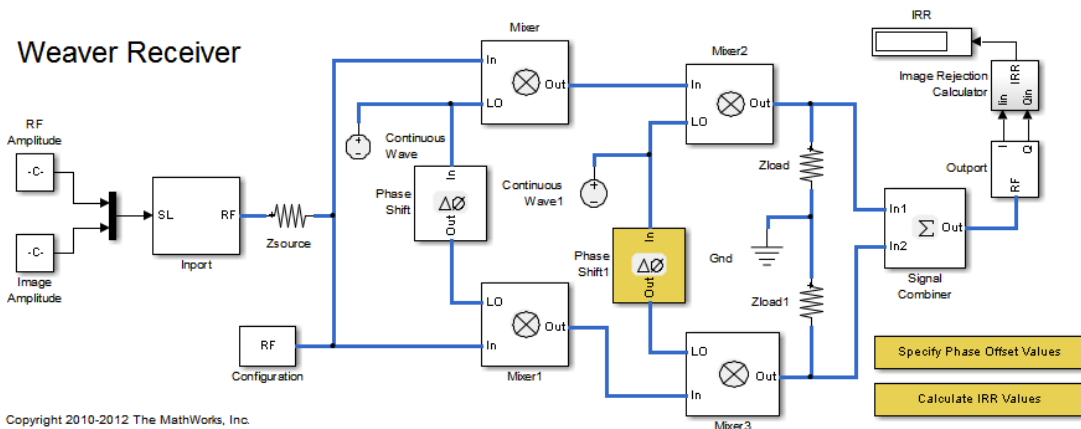 Weaver Receiver
RF
Amplitude
-C-
-C-
Image
Amplitude
SL
RF
Inport
Zsource
RF
Configuration
Continuous
Wave
Phase
Shift
In
ΔØ
Out
Mixer
In
LO
Out
LO
In
Out
Mixer1
Continuous
Wave1
Phase
Shift1
In
ΔØ
Out
Mixer2
In
LO
Out
LO
In
Out
Mixer3
Zload
Gnd
Zload1
In1
In2
Σ
Out
Signal
Combiner
IRR
Image Rejection
Calculator
IRR
Iin
Qin
Outport
I
Q
RF
Specify Phase Offset Values
Calculate IRR Values
Copyright 2010-2012 The MathWorks, Inc.